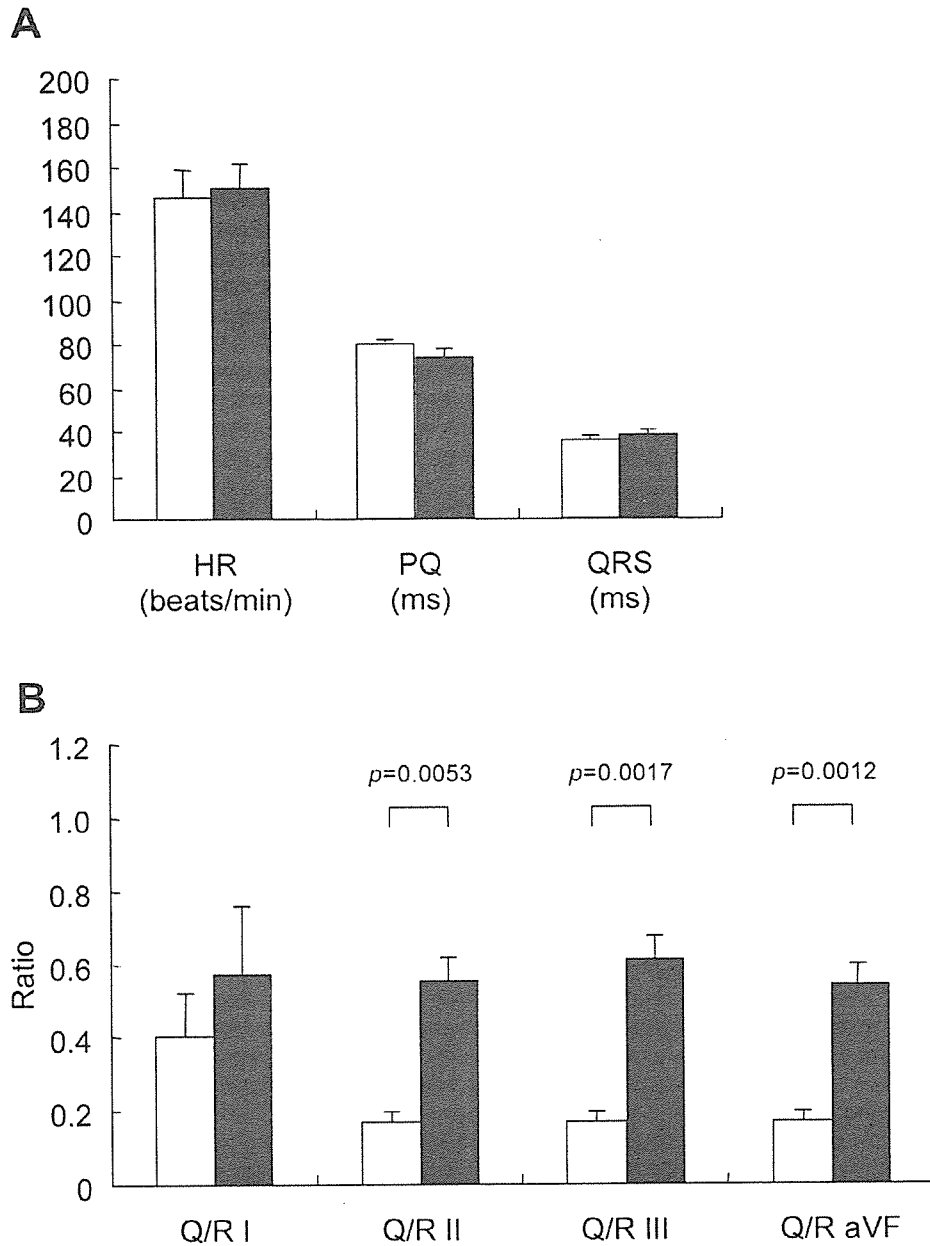 A
200
180
160
140
120
100
80
60
40
20
0
HR
(beats/min)
PQ
(ms)
QRS
(ms)
B
1.2
1.0
0.8
0.6
0.4
0.2
0
Ratio
p=0.0053
p=0.0017
p=0.0012
Q/R I
Q/R II
Q/R III
Q/R aVF